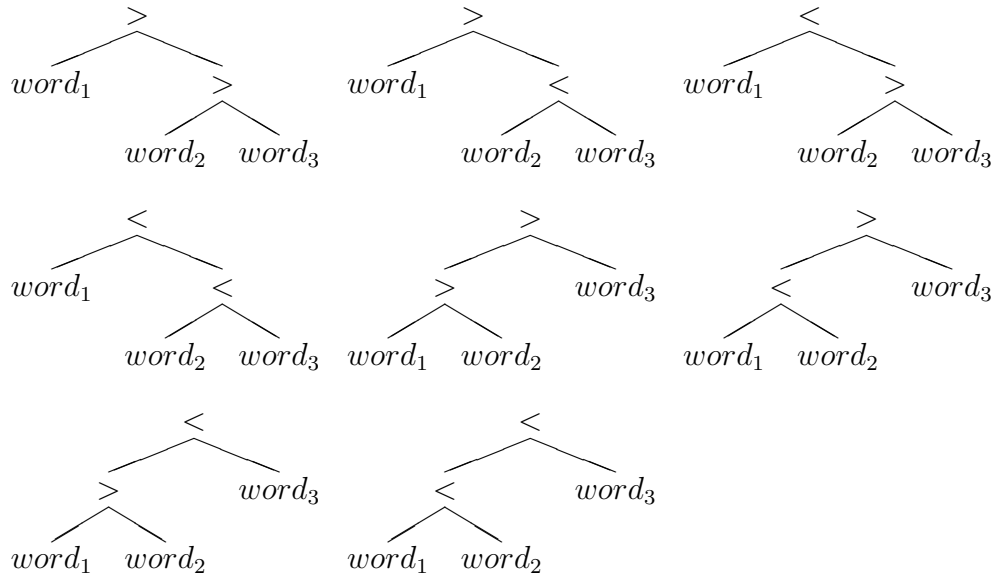 > > <
word₁ > word₁ < word₁ >
word₂ word₃ word₂ word₃ word₂ word₃
< > >
word₁ < > word₃ < word₃
word₂ word₃ word₁ word₂ word₁ word₂
< <
> word₃ < word₃
word₁ word₂ word₁ word₂